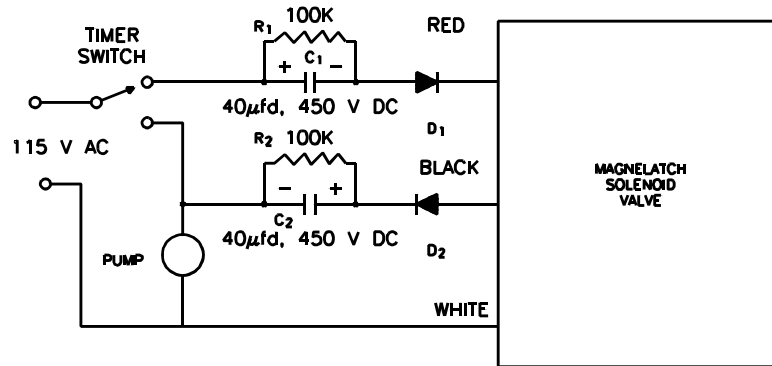 TIMER
SWITCH
R1
100K
C1
+
−
RED
40µfd, 450 V DC
D1
115 V AC
R2
100K
BLACK
−
+
C2
40µfd, 450 V DC
D2
MAGNELATCH
SOLENOID
VALVE
PUMP
WHITE